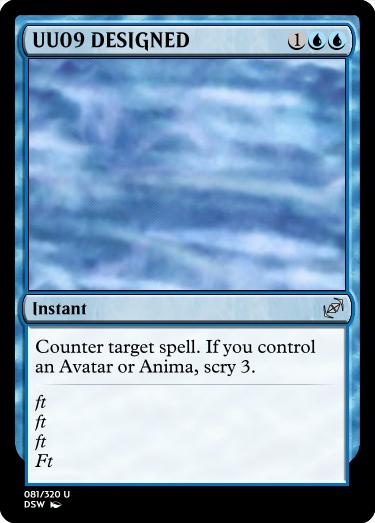 UU09 DESIGNED 1
Instant
Counter target spell. If you control
an Avatar or Anima, scry 3.
ft
ft
ft
Ft
081/320 U
DSW